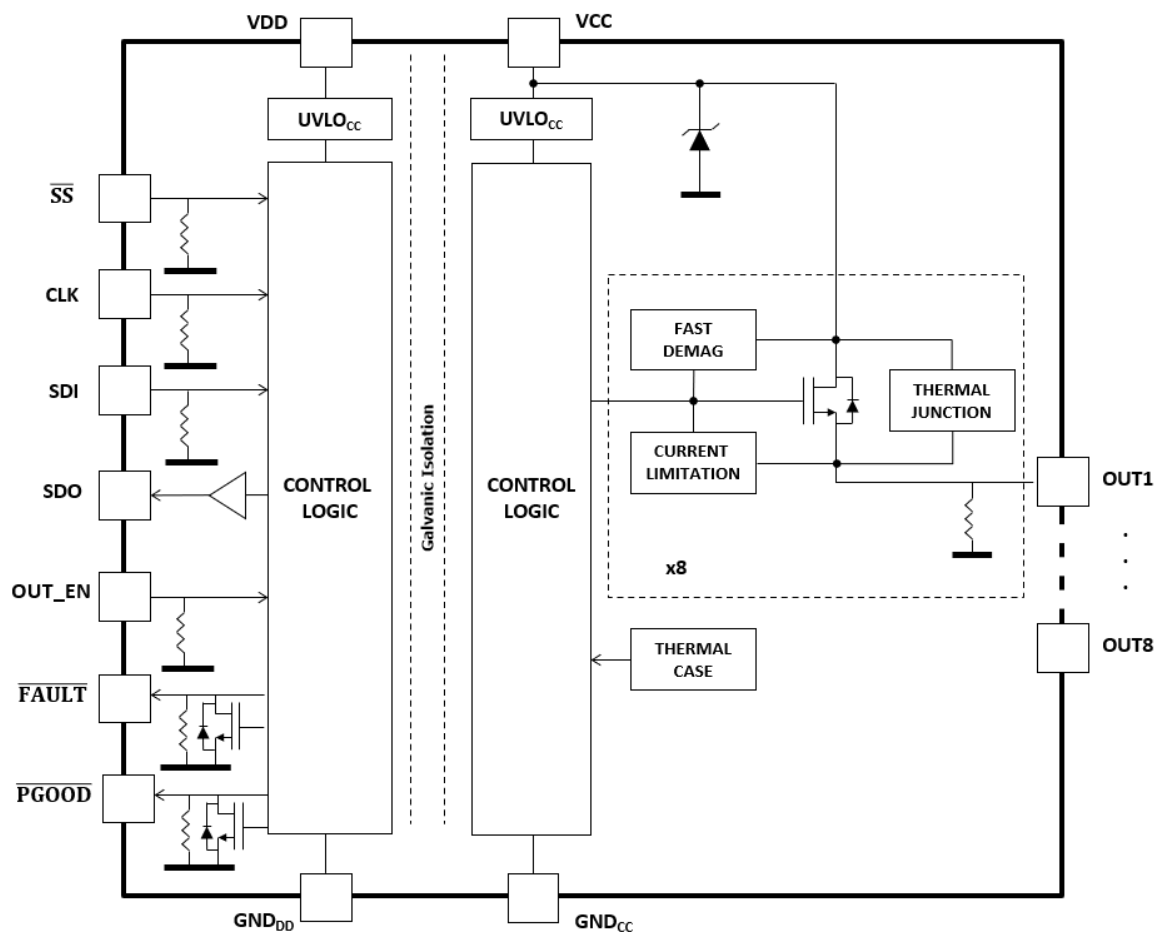 VDD
VCC
UVLOCC
UVLOCC
SS
CLK
SDI
SDO
OUT_EN
FAULT
PGOOD
CONTROL
LOGIC
Galvanic Isolation
CONTROL
LOGIC
FAST
DEMAG
THERMAL
JUNCTION
CURRENT
LIMITATION
x8
THERMAL
CASE
OUT1
.
.
.
OUT8
GNDDD
GNDCC